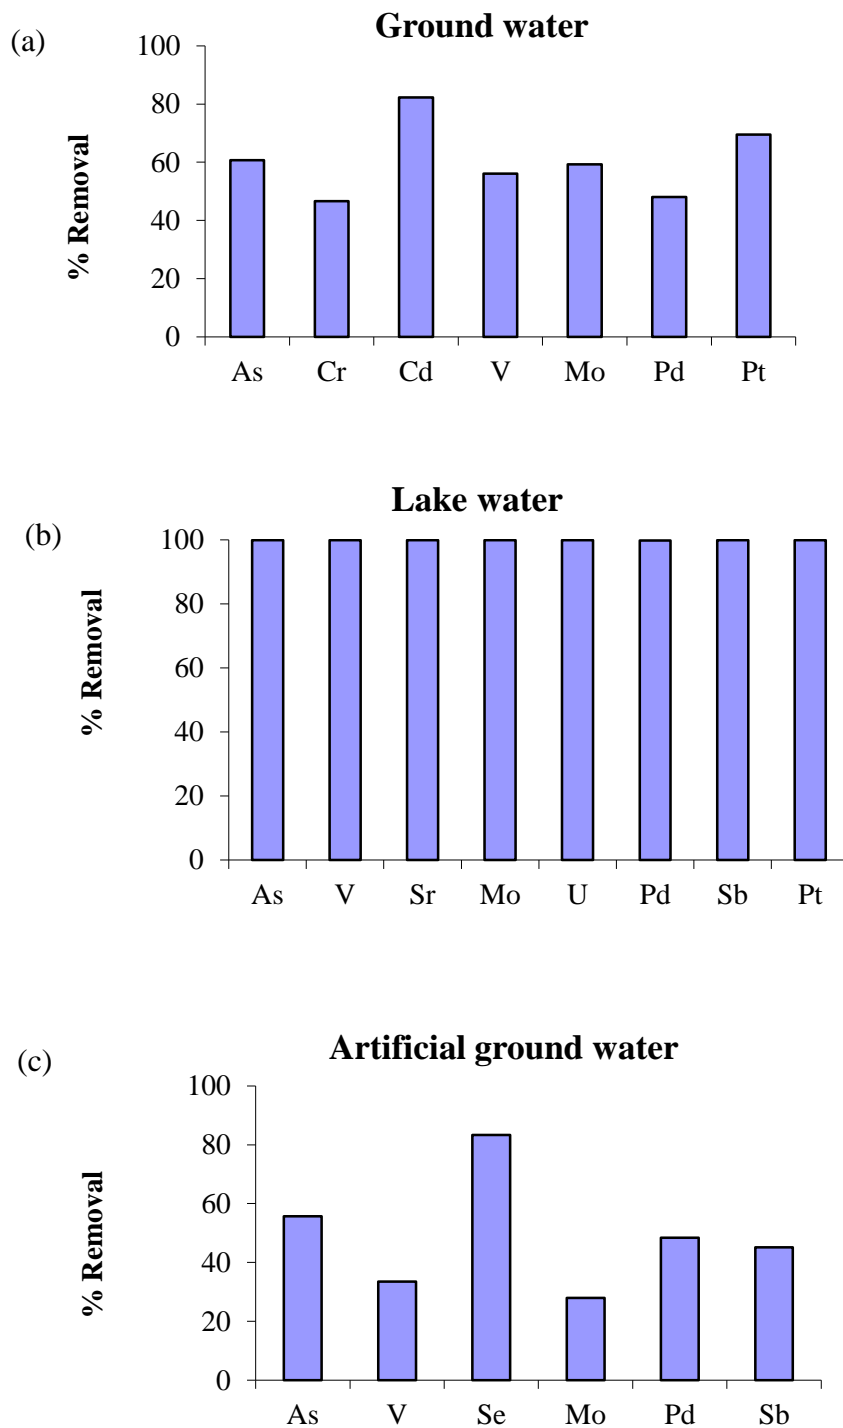 (a)
Ground water
% Removal
100
80
60
40
20
0
As Cr Cd V Mo Pd Pt
(b)
Lake water
% Removal
100
80
60
40
20
0
As V Sr Mo U Pd Sb Pt
(c)
Artificial ground water
% Removal
100
80
60
40
20
0
As V Se Mo Pd Sb